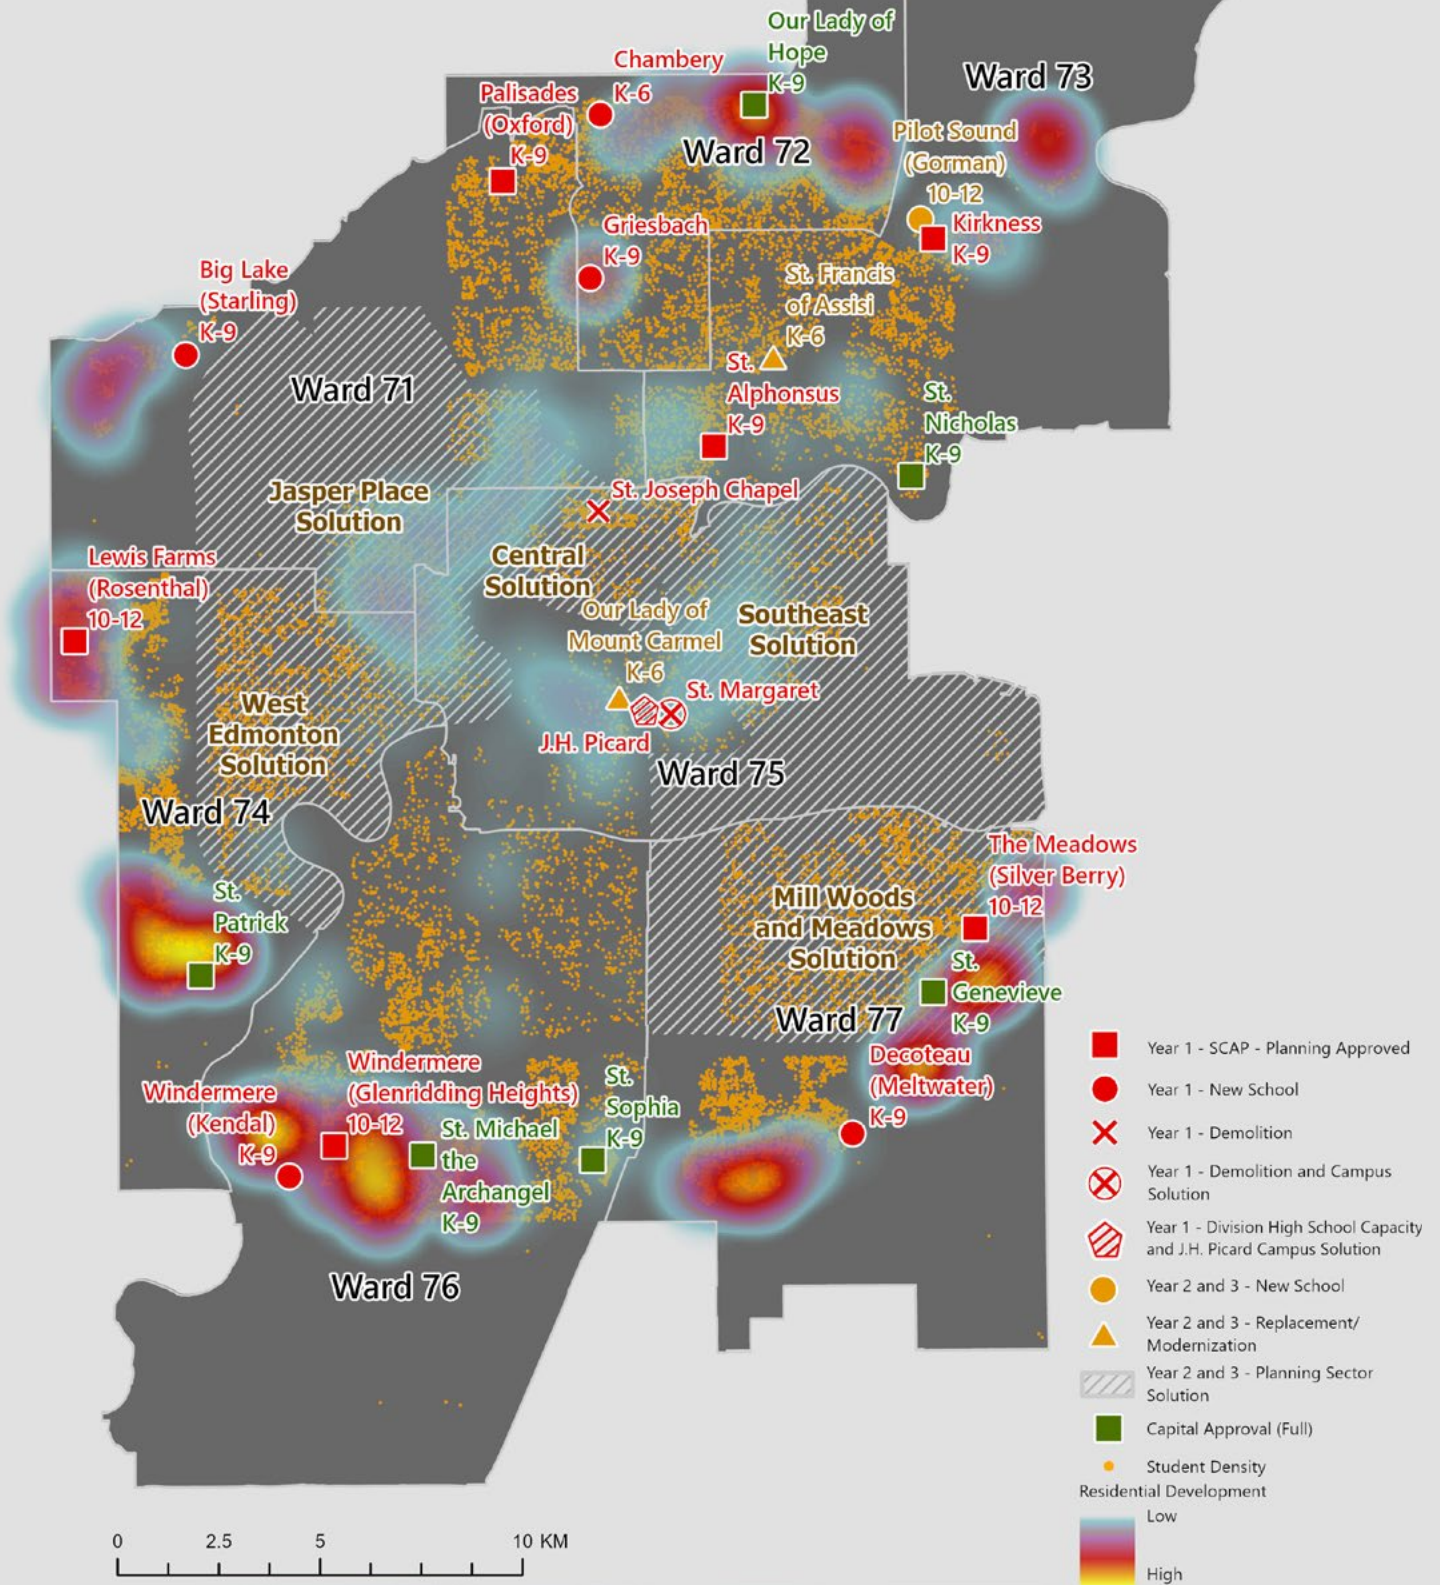 Our Lady of
Hope
K-9
Chambery
K-6
Ward 73
Palisades
(Oxford)
K-9
Ward 72
Pilot Sound
(Gorman)
10-12
Kirkness
K-9
Griesbach
K-9
Big Lake
(Starling)
K-9
St. Francis
of Assisi
K-6
Ward 71
St.
Alphonsus
K-9
St.
Nicholas
K-9
Jasper Place
Solution
St. Joseph Chapel
Central
Solution
Lewis Farms
(Rosenthal)
10-12
Our Lady of
Mount Carmel
K-6
Southeast
Solution
St. Margaret
J.H. Picard
West
Edmonton
Solution
Ward 75
Ward 74
The Meadows
(Silver Berry)
10-12
St.
Patrick
K-9
Mill Woods
and Meadows
Solution
St.
Genevieve
K-9
Ward 77
Decoteau
(Meltwater)
K-9
Windermere
(Glenridding Heights)
10-12
Windermere
(Kendal)
K-9
St.
Sophia
K-9
St. Michael
the
Archangel
K-9
Ward 76
Year 1 - SCAP - Planning Approved
Year 1 - New School
Year 1 - Demolition
Year 1 - Demolition and Campus
Solution
Year 1 - Division High School Capacity
and J.H. Picard Campus Solution
Year 2 and 3 - New School
Year 2 and 3 - Replacement/
Modernization
Year 2 and 3 - Planning Sector
Solution
Capital Approval (Full)
Student Density
Residential Development
Low
High
0 2.5 5 10 KM